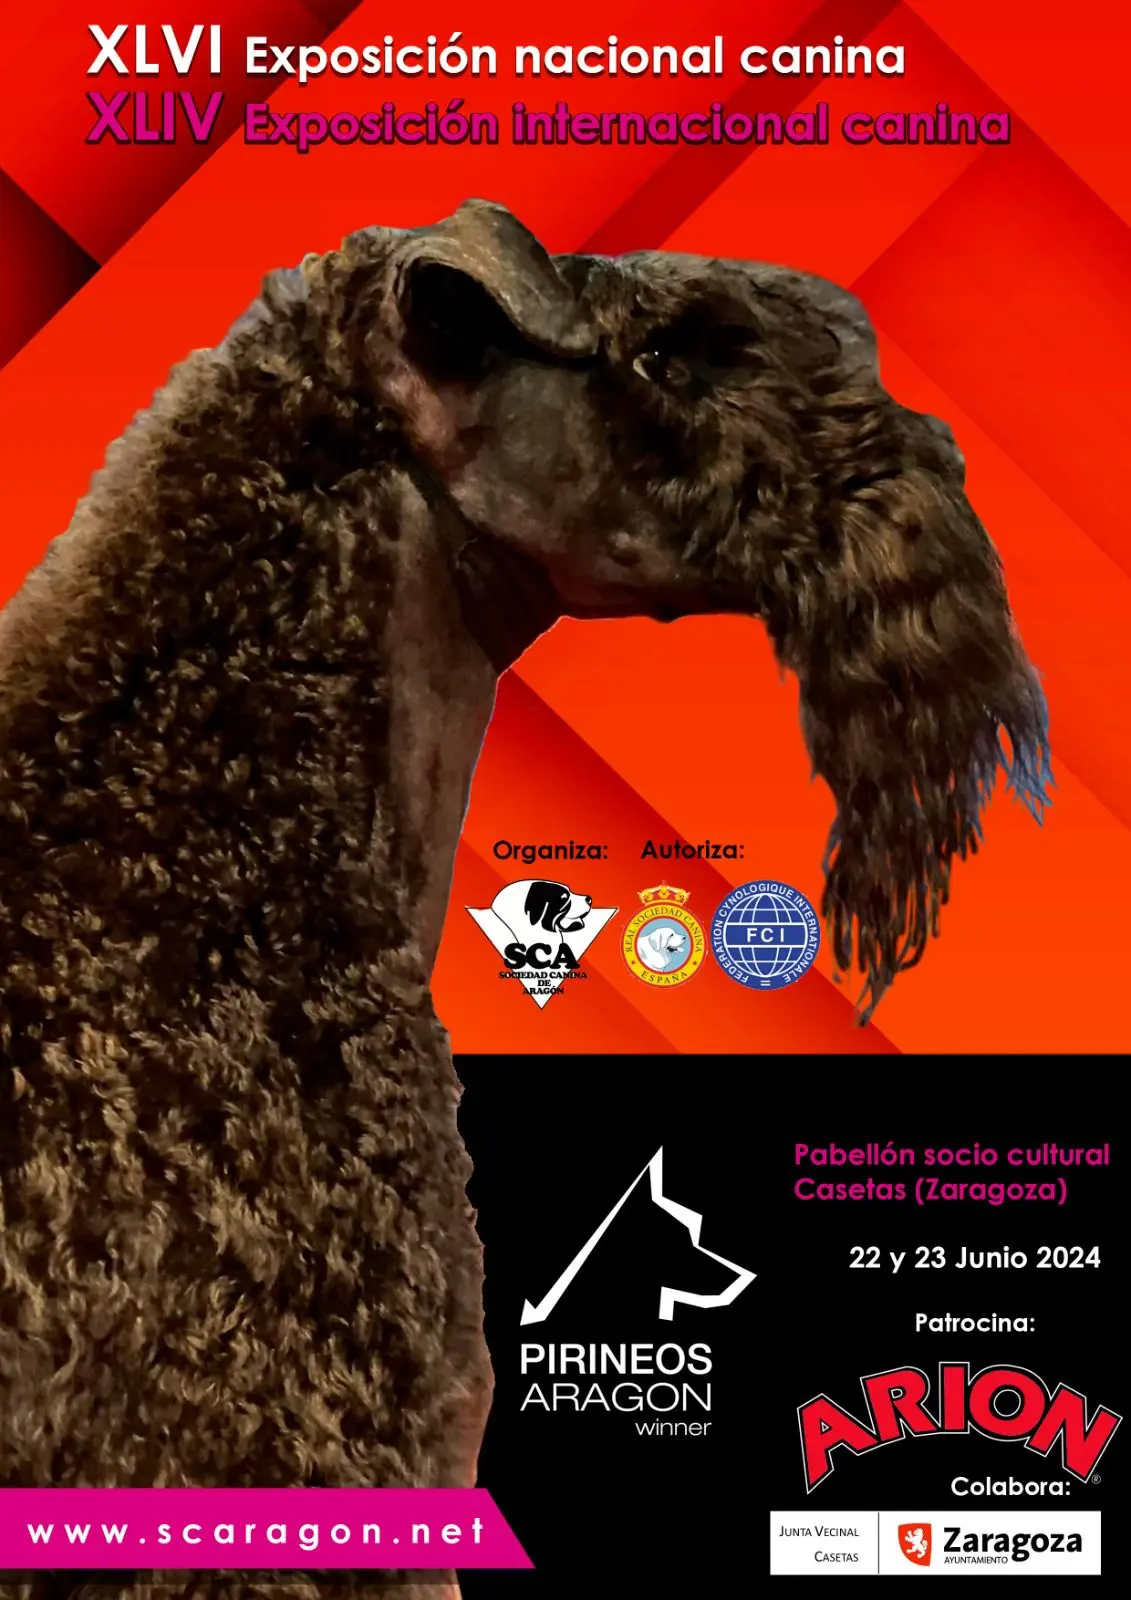 XLVI Exposición nacional canina
XLIV Exposición internacional canina
Organiza:
Autoriza:
SCA
SOCIEDAD CANINA
DE
ARAGÓN
REAL SOCIEDAD CANINA
ESPAÑA
FEDERATION CYNOLOGIQUE INTERNATIONALE
FCI
Pabellón socio cultural
Casetas (Zaragoza)
22 y 23 Junio 2024
PIRINEOS
ARAGON
winner
Patrocina:
ARION®
Colabora:
JUNTA VECINAL
CASETAS
Zaragoza
AYUNTAMIENTO
www.scaragon.net